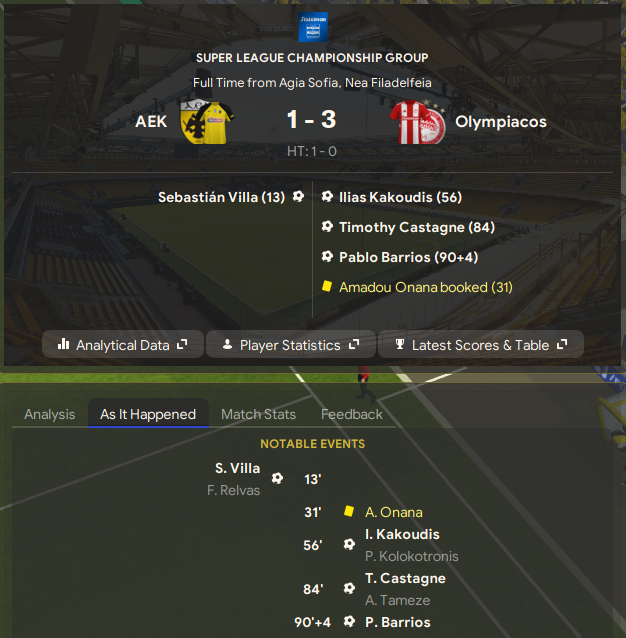 SUPER LEAGUE CHAMPIONSHIP GROUP
Full Time from Agia Sofia, Nea Filadelfeia
AEK 1 - 3 Olympiacos
HT: 1 - 0
Sebastián Villa (13) Ilias Kakoudis (56)
Timothy Castagne (84)
Pablo Barrios (90+4)
Amadou Onana booked (31)
Analytical Data Player Statistics Latest Scores & Table
Analysis As It Happened Match Stats Feedback
NOTABLE EVENTS
S. Villa 13'
F. Relvas
31' A. Onana
56' I. Kakoudis
P. Kolokotronis
84' T. Castagne
A. Tameze
90'+4 P. Barrios